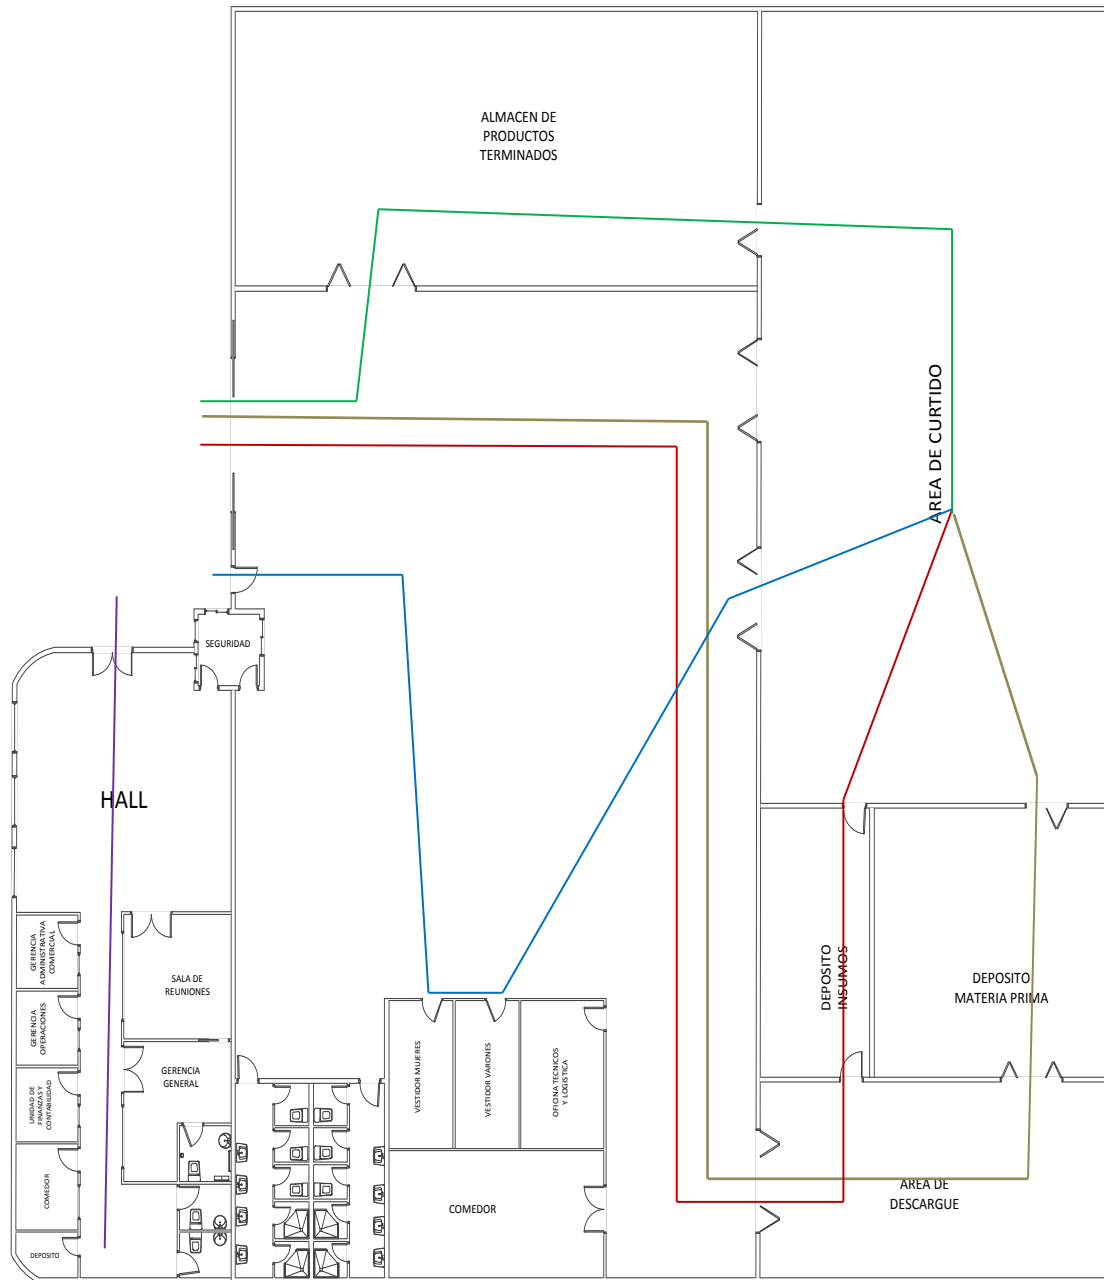 ALMACEN DE
PRODUCTOS
TERMINADOS
AREA DE CURTIDO
SEGURIDAD
HALL
GERENCIA
ADMINISTRATIVA
COMERCIAL
SALA DE
REUNIONES
DEPOSITO
INSUMOS
DEPOSITO
MATERIA PRIMA
GERENCIA
OPERACIONES
GERENCIA
GENERAL
VESTIDOR MUJERES
VESTIDOR VARONES
OFICINA TECNICOS
Y LOGISTICA
UNIDAD DE
FINANZAS Y
CONTABILIDAD
COMEDOR
COMEDOR
AREA DE
DESCARGUE
DEPOSITO